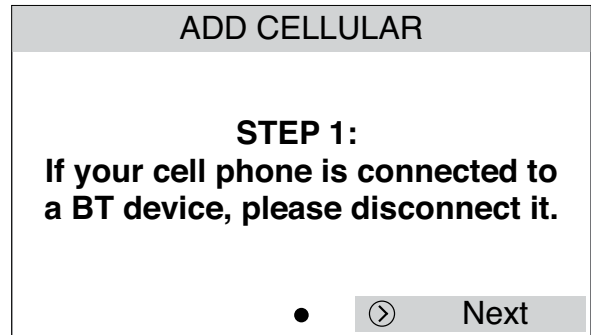 ADD CELLULAR
STEP 1:
If your cell phone is connected to
a BT device, please disconnect it.
Next